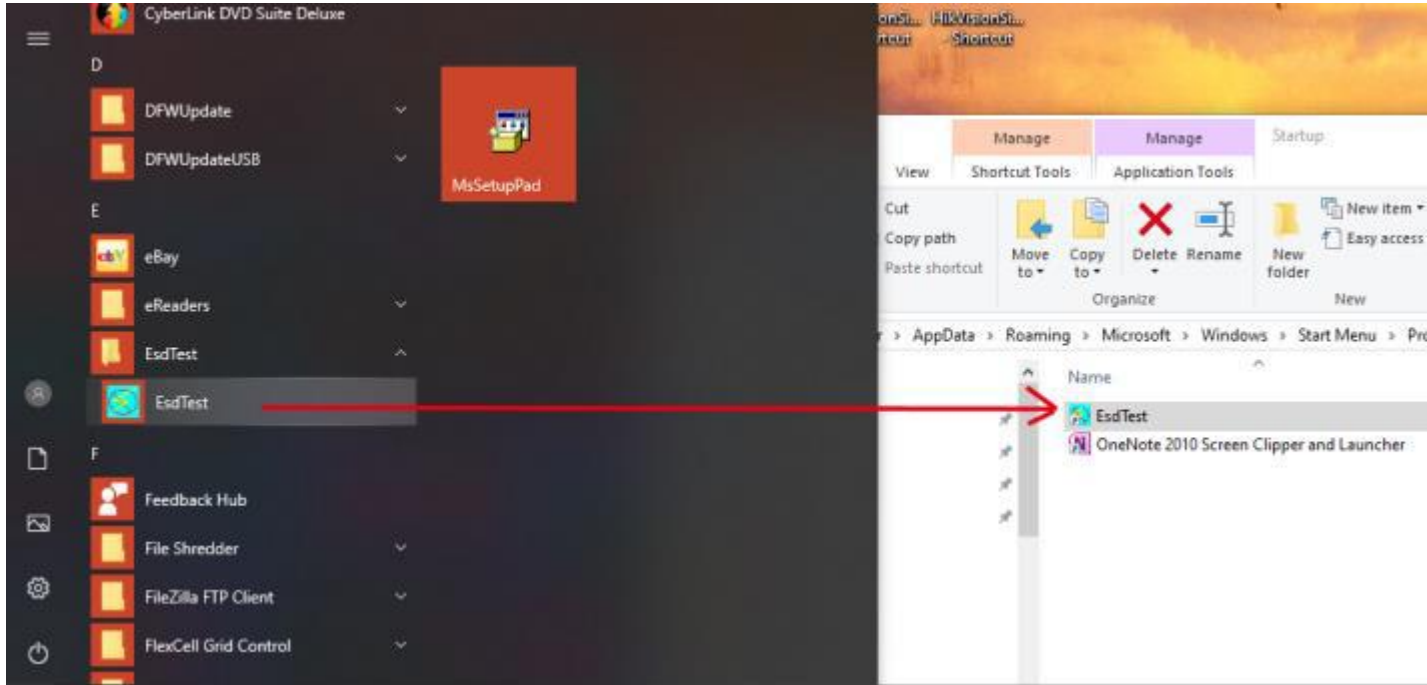 CyberLink DVD Suite Deluxe
D
DFWUpdate
DFWUpdateUSB
E
eBay
eReaders
EsdTest
EsdTest
F
Feedback Hub
File Shredder
FileZilla FTP Client
FlexCell Grid Control
MsSetupPad
Shortcut
Manage
Manage
Startup
View
Shortcut Tools
Application Tools
Cut
Copy path
Paste shortcut
Move to
Copy to
Delete
Rename
New folder
New item
Easy access
Organize
New
> AppData > Roaming > Microsoft > Windows > Start Menu >
Name
EsdTest
OneNote 2010 Screen Clipper and Launcher